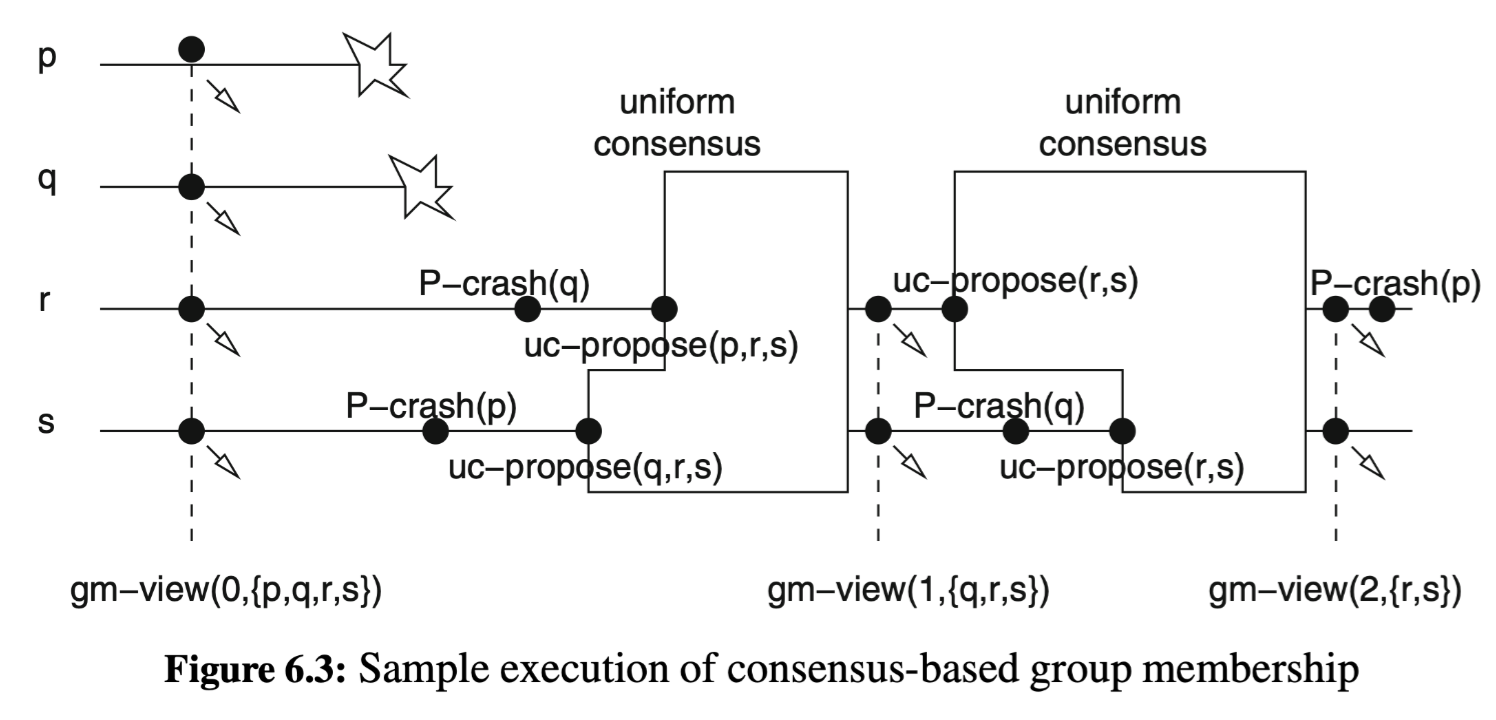 p
uniform
consensus
uniform
consensus
q
P–crash(q)
uc–propose(r,s)
P–crash(p)
r
uc–propose(p,r,s)
P–crash(p)
P–crash(q)
s
uc–propose(q,r,s)
uc–propose(r,s)
gm–view(0,{p,q,r,s})
gm–view(1,{q,r,s})
gm–view(2,{r,s})
Figure 6.3: Sample execution of consensus-based group membership